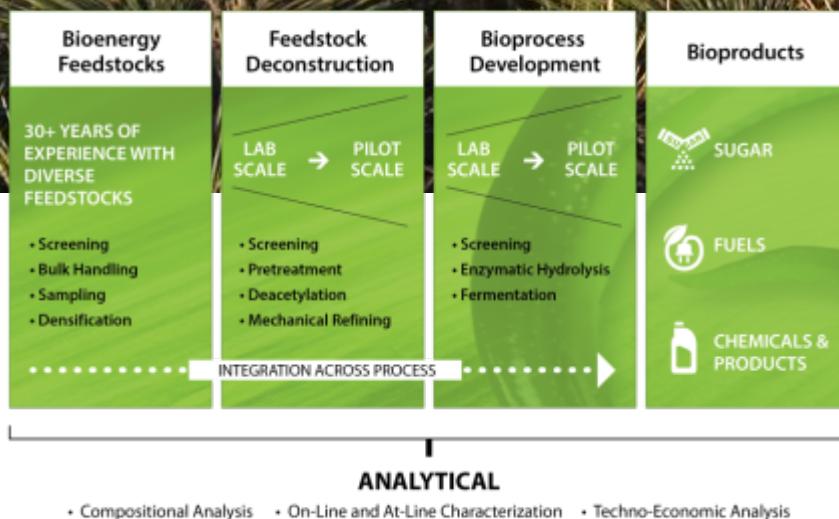 Bioenergy
Feedstocks
30+ YEARS OF
EXPERIENCE WITH
DIVERSE
FEEDSTOCKS
• Screening
• Bulk Handling
• Sampling
• Densification
Feedstock
Deconstruction
LAB
SCALE
➔
PILOT
SCALE
• Screening
• Pretreatment
• Deacetylation
• Mechanical Refining
Bioprocess
Development
LAB
SCALE
➔
PILOT
SCALE
• Screening
• Enzymatic Hydrolysis
• Fermentation
INTEGRATION ACROSS PROCESS
Bioproducts
SUGAR
SUGAR
FUELS
CHEMICALS &
PRODUCTS
ANALYTICAL
• Compositional Analysis • On-Line and At-Line Characterization • Techno-Economic Analysis